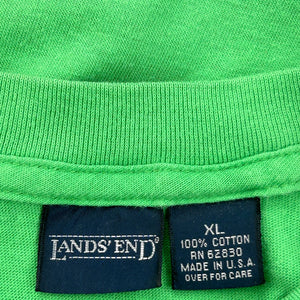 LANDS' END
XL
100% COTTON
RN 62830
MADE IN U.S.A.
OVER FOR CARE